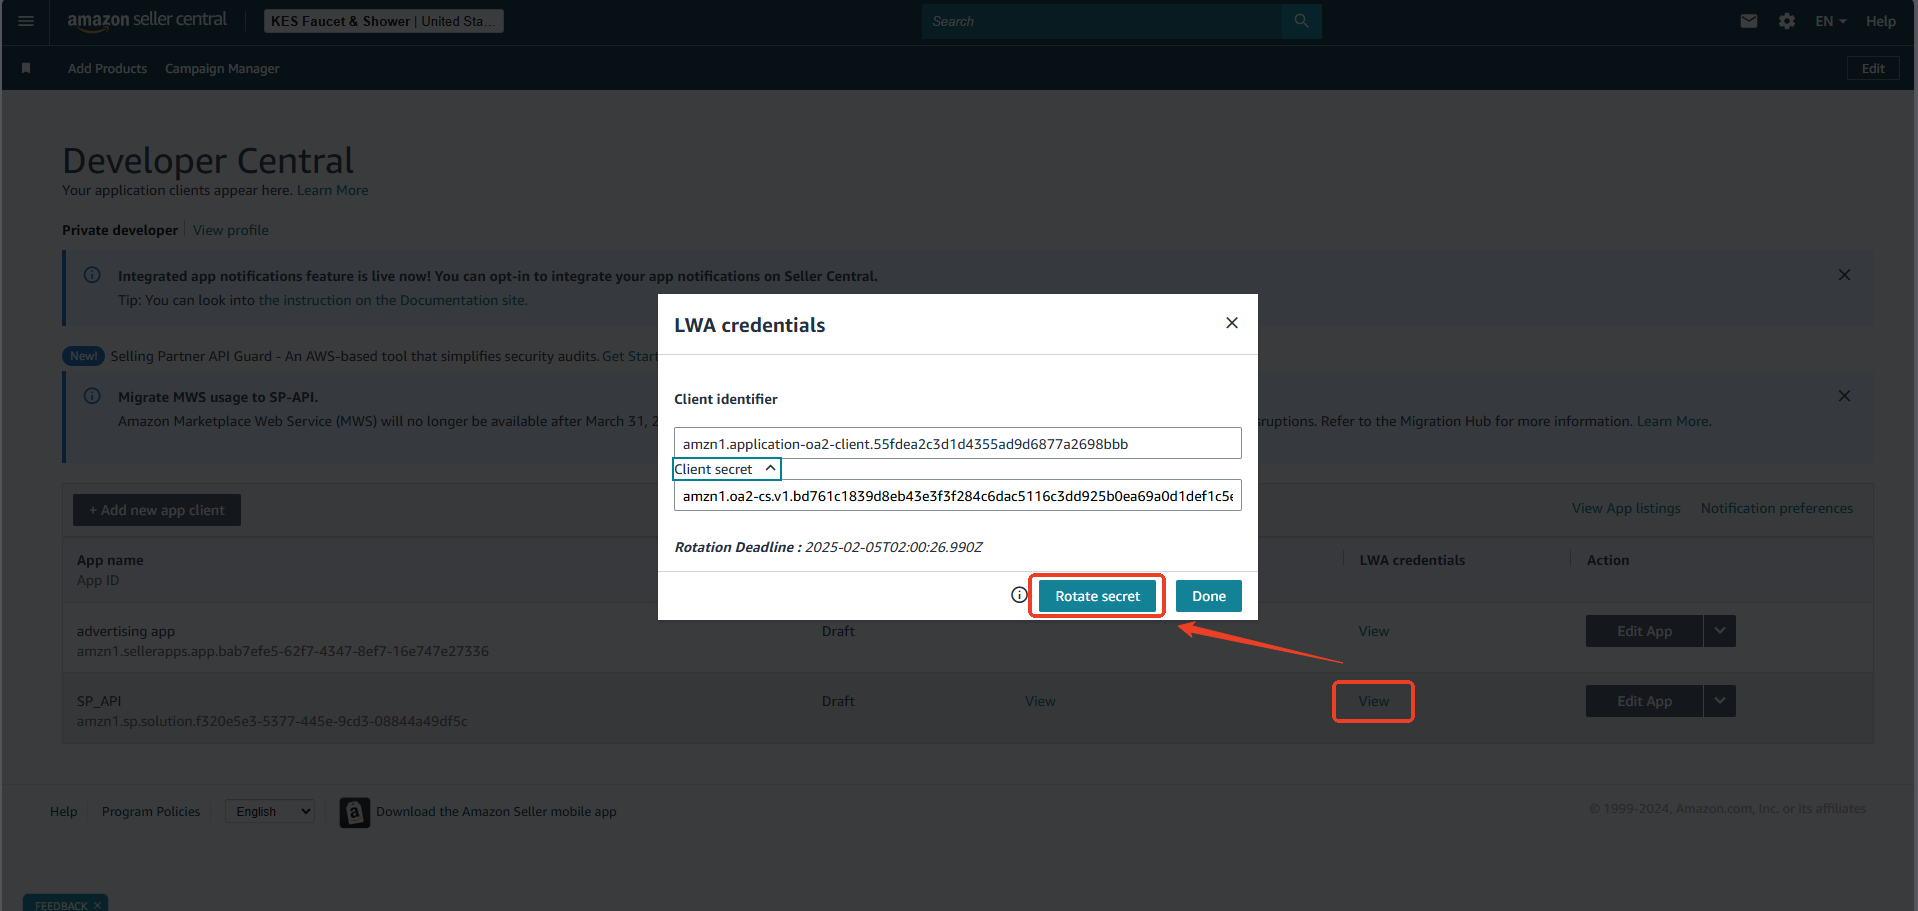 amazon seller central
KES Faucet & Shower | United Sta...
Search
EN
Help
Add Products
Campaign Manager
Edit
Developer Central
Your application clients appear here. Learn More
Private developer
View profile
Integrated app notifications feature is live now! You can opt-in to integrate your app notifications on Seller Central.
Tip: You can look into the instruction on the Documentation site.
New! Selling Partner API Guard - An AWS-based tool that simplifies security audits. Get Start
Migrate MWS usage to SP-API.
Amazon Marketplace Web Service (MWS) will no longer be available after March 31, 2
ruptions. Refer to the Migration Hub for more information. Learn More.
LWA credentials
Client identifier
amzn1.application-oa2-client.55fdea2c3d1d4355ad9d6877a2698bbb
Client secret
amzn1.oa2-cs.v1.bd761c1839d8eb43e3f3f284c6dac5116c3dd925b0ea69a0d1def1c5e
Rotation Deadline : 2025-02-05T02:00:26.990Z
Rotate secret
Done
+ Add new app client
View App listings
Notification preferences
App name
App ID
LWA credentials
Action
advertising app
amzn1.sellerapps.app.bab7efe5-62f7-4347-8ef7-16e747e27336
Draft
View
Edit App
SP_API
amzn1.sp.solution.f320e5e3-5377-445e-9cd3-08844a49df5c
Draft
View
View
Edit App
Help
Program Policies
English
a
Download the Amazon Seller mobile app
© 1999-2024, Amazon.com, Inc. or its affiliates
FEEDBACK